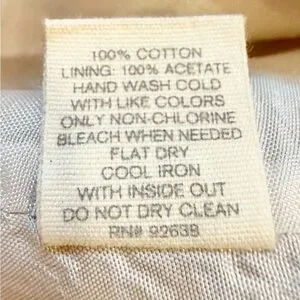 100% COTTON
LINING: 100% ACETATE
HAND WASH COLD
WITH LIKE COLORS
ONLY NON-CHLORINE
BLEACH WHEN NEEDED
FLAT DRY
COOL IRON
WITH INSIDE OUT
DO NOT DRY CLEAN
RN# 92638